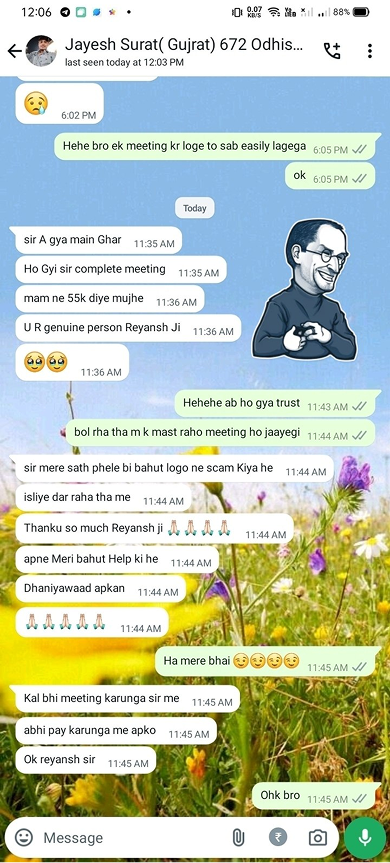 12:06
0.07
KB/S
88%
Jayesh Surat( Gujrat) 672 Odhis...
last seen today at 12:03 PM
6:02 PM
Hehe bro ek meeting kr loge to sab easily lagega 6:05 PM
ok 6:05 PM
Today
sir A gya main Ghar 11:35 AM
Ho Gyi sir complete meeting 11:35 AM
mam ne 55k diye mujhe 11:36 AM
U R genuine person Reyansh Ji 11:36 AM
🥹🥹 11:36 AM
Hehehe ab ho gya trust 11:43 AM
bol rha tha m k mast raho meeting ho jaayegi 11:44 AM
sir mere sath phele bi bahut logo ne scam Kiya he 11:44 AM
isliye dar raha tha me 11:44 AM
Thanku so much Reyansh ji 🙏🏻🙏🏻🙏🏻🙏🏻 11:44 AM
apne Meri bahut Help ki he 11:44 AM
Dhaniyawaad apkan 11:44 AM
🙏🏻🙏🏻🙏🏻🙏🏻🙏🏻 11:44 AM
Ha mere bhai 😏😏😏😏 11:45 AM
Kal bhi meeting karunga sir me 11:45 AM
abhi pay karunga me apko 11:45 AM
Ok reyansh sir 11:45 AM
Ohk bro 11:45 AM
Message
₹